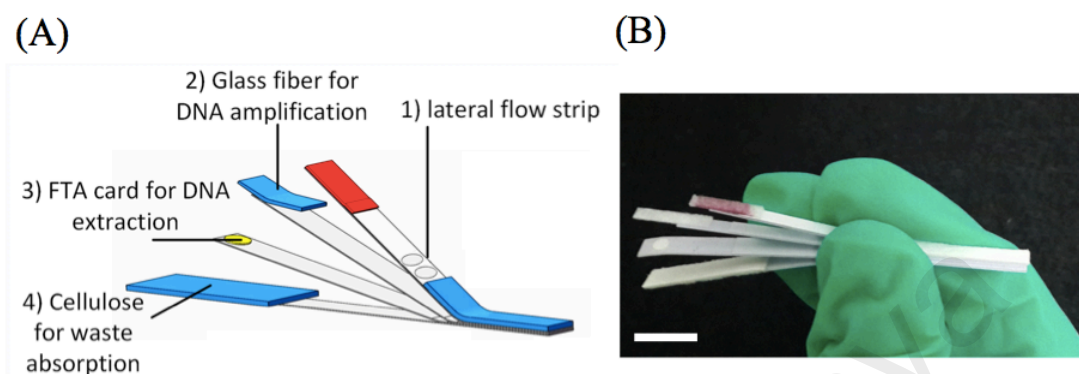 (A)
(B)
2) Glass fiber for
DNA amplification
1) lateral flow strip
3) FTA card for DNA
extraction
4) Cellulose
for waste
absorption